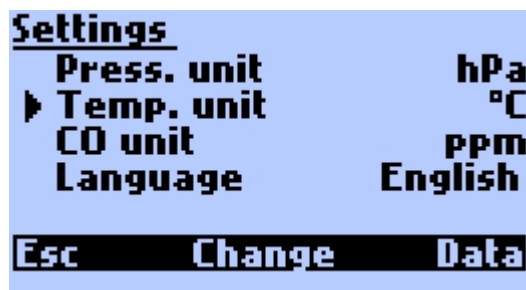 Settings
Press. unit hPa
Temp. unit °C
CO unit ppm
Language English
Esc Change Data